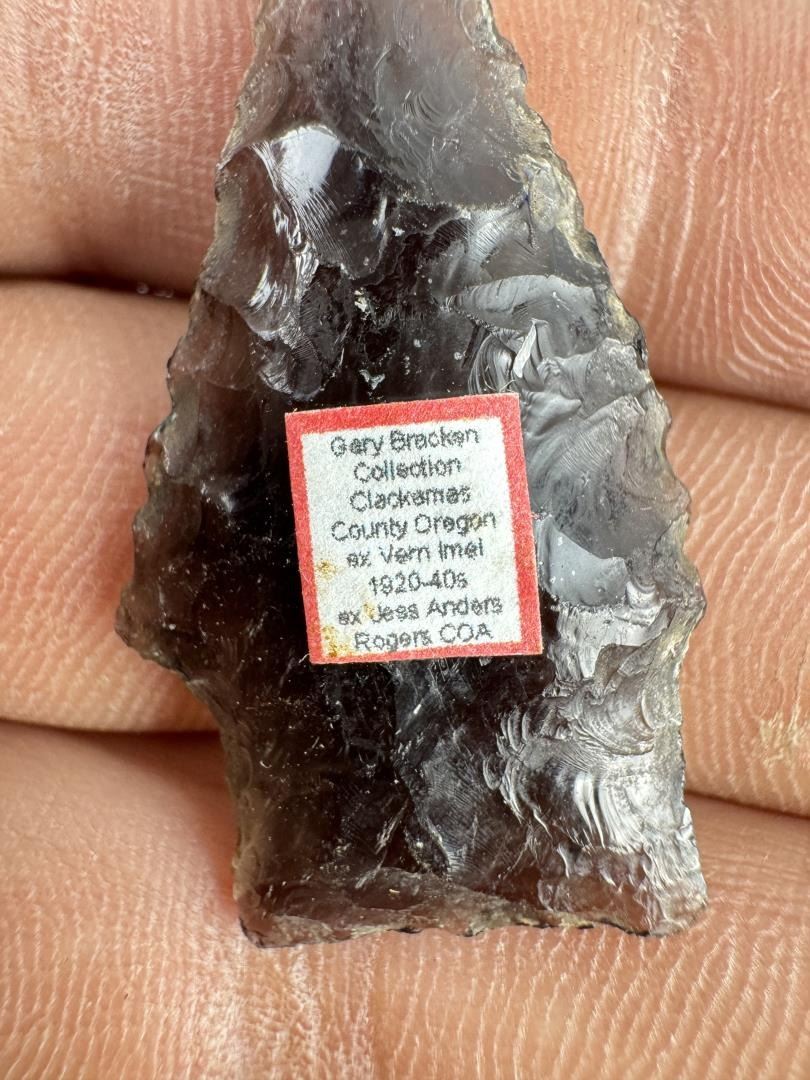 Gary Bracken
Collection
Clackamas
County Oregon
ex Vern Imel
1920-40s
ex Jess Anders
Rogers COA